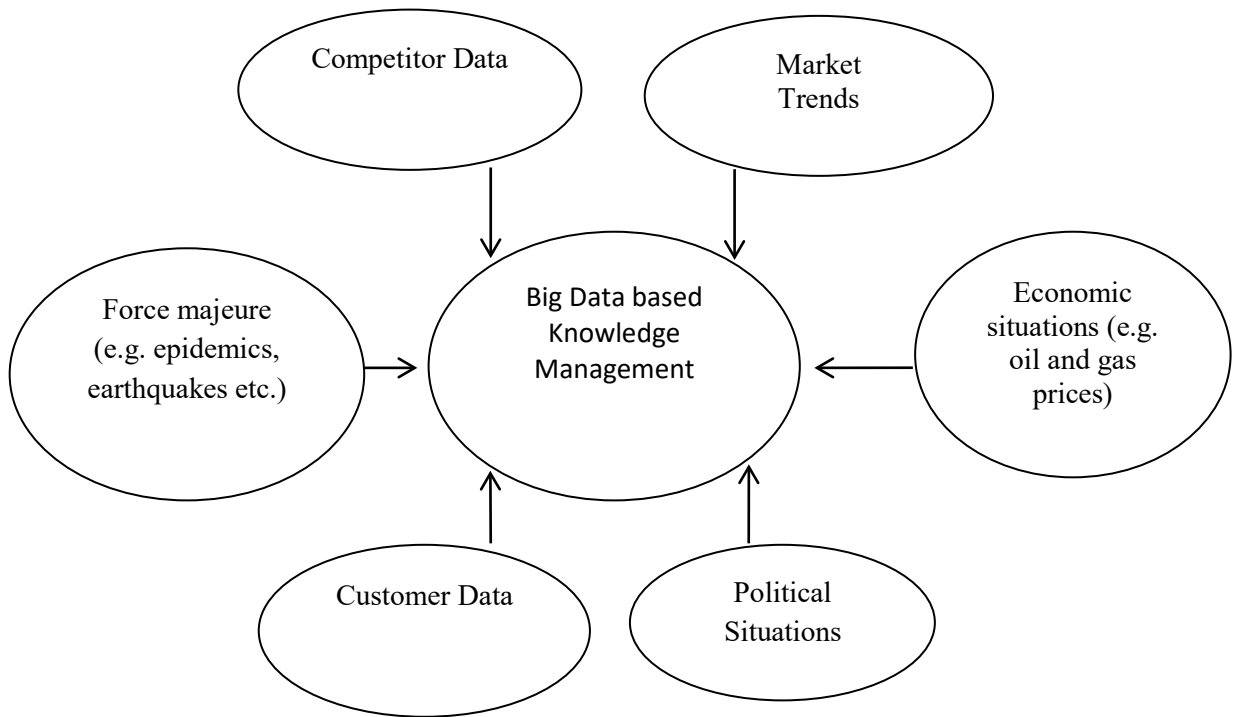 Competitor Data
Market
Trends
Force majeure
(e.g. epidemics,
earthquakes etc.)
Big Data based
Knowledge
Management
Economic
situations (e.g.
oil and gas
prices)
Customer Data
Political
Situations